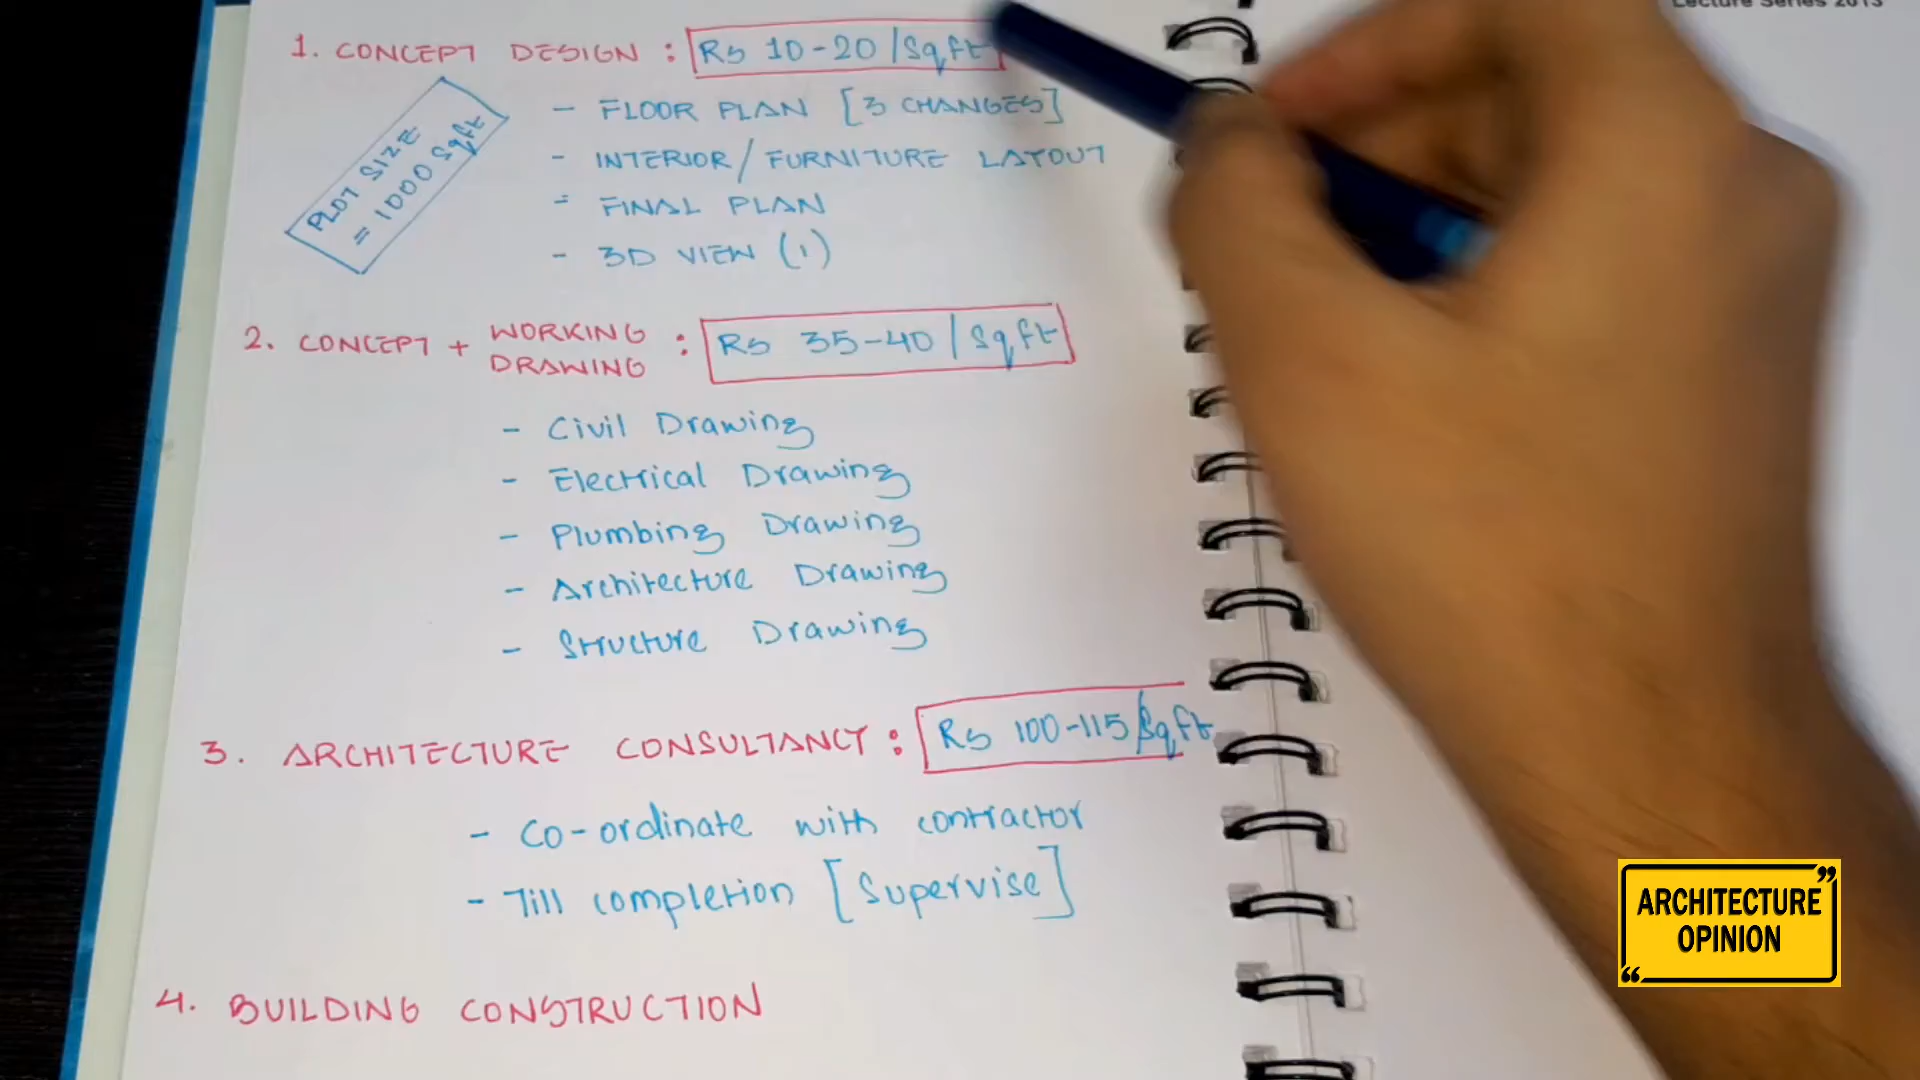 Lecture Series 2013
1. CONCEPT DESIGN : Rs 10-20 /Sqft
- FLOOR PLAN [3 CHANGES]
- INTERIOR/FURNITURE LAYOUT
- FINAL PLAN
- 3D VIEW (1)
PLOT SIZE
= 1000 Sqft
2. CONCEPT + WORKING DRAWING : Rs 35-40 /Sqft
- Civil Drawing
- Electrical Drawing
- Plumbing Drawing
- Architecture Drawing
- Structure Drawing
3. ARCHITECTURE CONSULTANCY : Rs 100-115/Sqft
- Co-ordinate with contractor
- Till completion [Supervise]
4. BUILDING CONSTRUCTION
ARCHITECTURE
OPINION